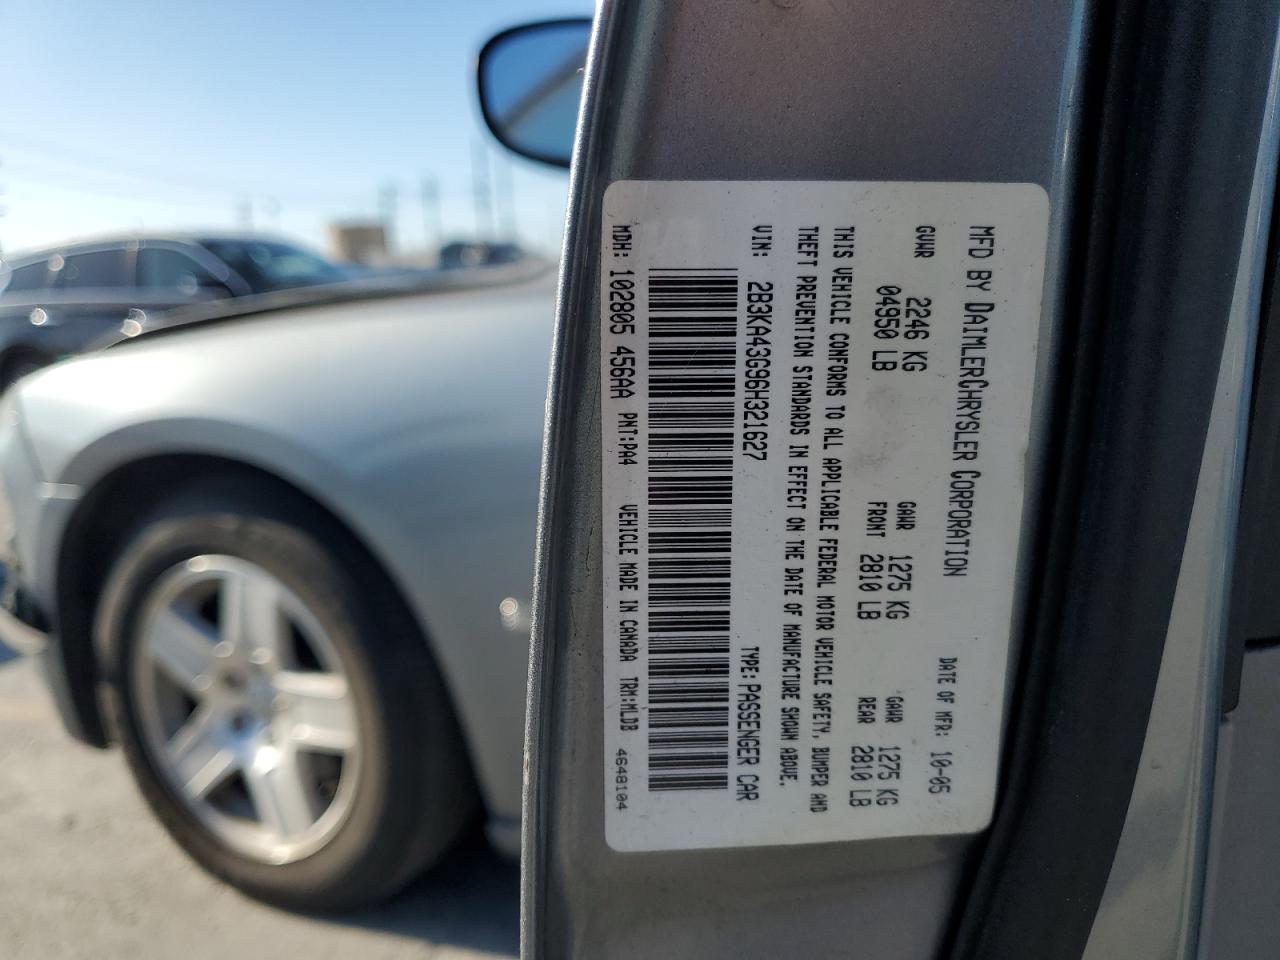 MFD BY DAIMLERCHRYSLER CORPORATION DATE OF MFR: 10-05
GVWR 2246 KG GAWR 1275 KG GAWR 1275 KG
04950 LB FRONT 2810 LB REAR 2810 LB
THIS VEHICLE CONFORMS TO ALL APPLICABLE FEDERAL MOTOR VEHICLE SAFETY, BUMPER AND
THEFT PREVENTION STANDARDS IN EFFECT ON THE DATE OF MANUFACTURE SHOWN ABOVE.
VIN: 2B3KA43G96H321627 TYPE: PASSENGER CAR
MDH: 102805 456AA PNT:PA4 VEHICLE MADE IN CANADA TRM:MLDB 4648104